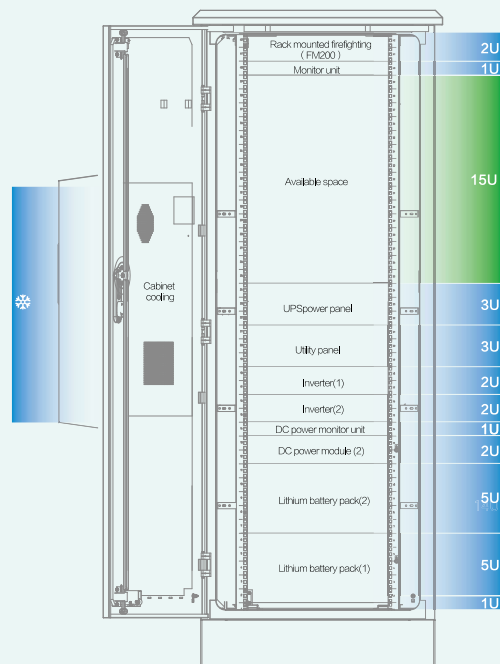 Rack mounted firefighting
( FM200)
2U
Monitor unit
1U
Available space
15U
Cabinet
cooling
UPSpower panel
3U
Utility panel
3U
Inverter(1)
2U
Inverter(2)
2U
DC power monitor unit
1U
DC power module (2)
2U
Lithium battery pack(2)
5U
Lithium battery pack(1)
5U
1U